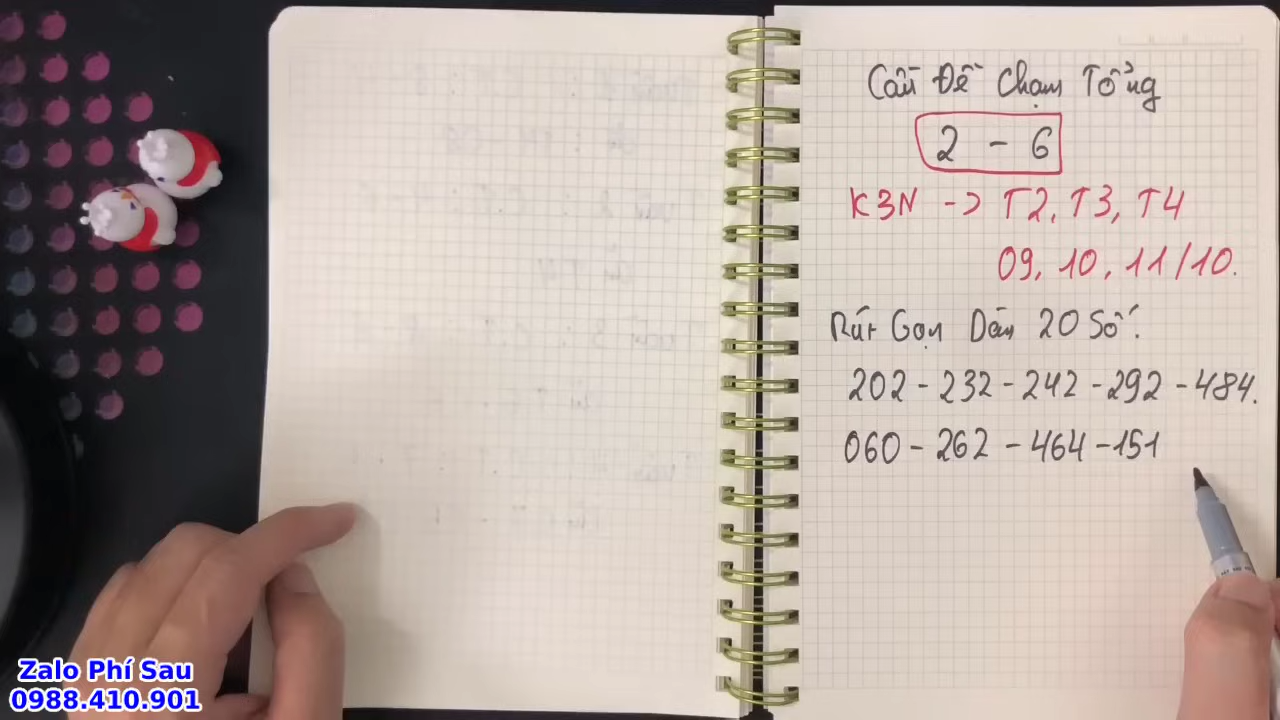 Cầu Đề Chạm Tổng
2 - 6
K3N -> T2, T3, T4
09, 10, 11/10.
Rút Gọn Dàn 20 Số:
202 - 232 - 242 - 292 - 484.
060 - 262 - 464 - 151
Zalo Phí Sau
0988.410.901